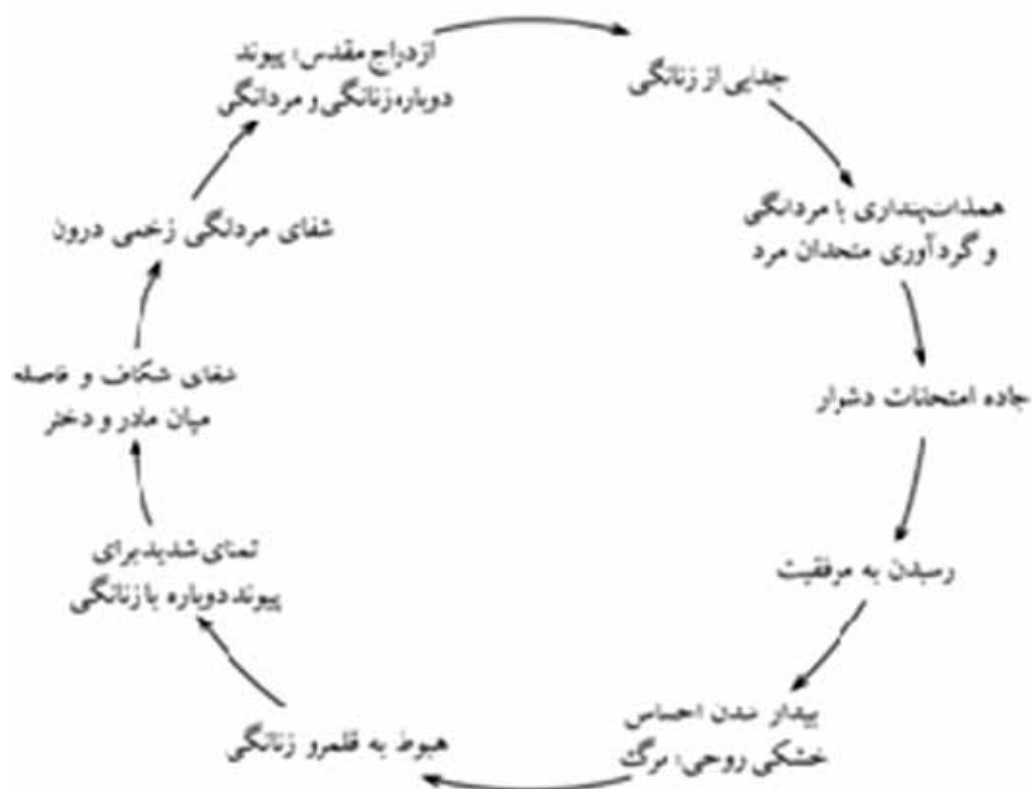 جدایی از زنانگی
همذات‌پنداری با مردانگی
و گردآوری متحدان مرد
جاده امتحانات دشوار
رسیدن به موفقیت
بیدار شدن احساس
خشکی روحی: مرگ
هبوط به قلمرو زنانگی
تمنای شدید برای
پیوند دوباره با زنانگی
شفای شکاف و فاصله
میان مادر و دختر
شفای مردانگی زخمی درون
ازدواج مقدس: پیوند
دوباره زنانگی و مردانگی